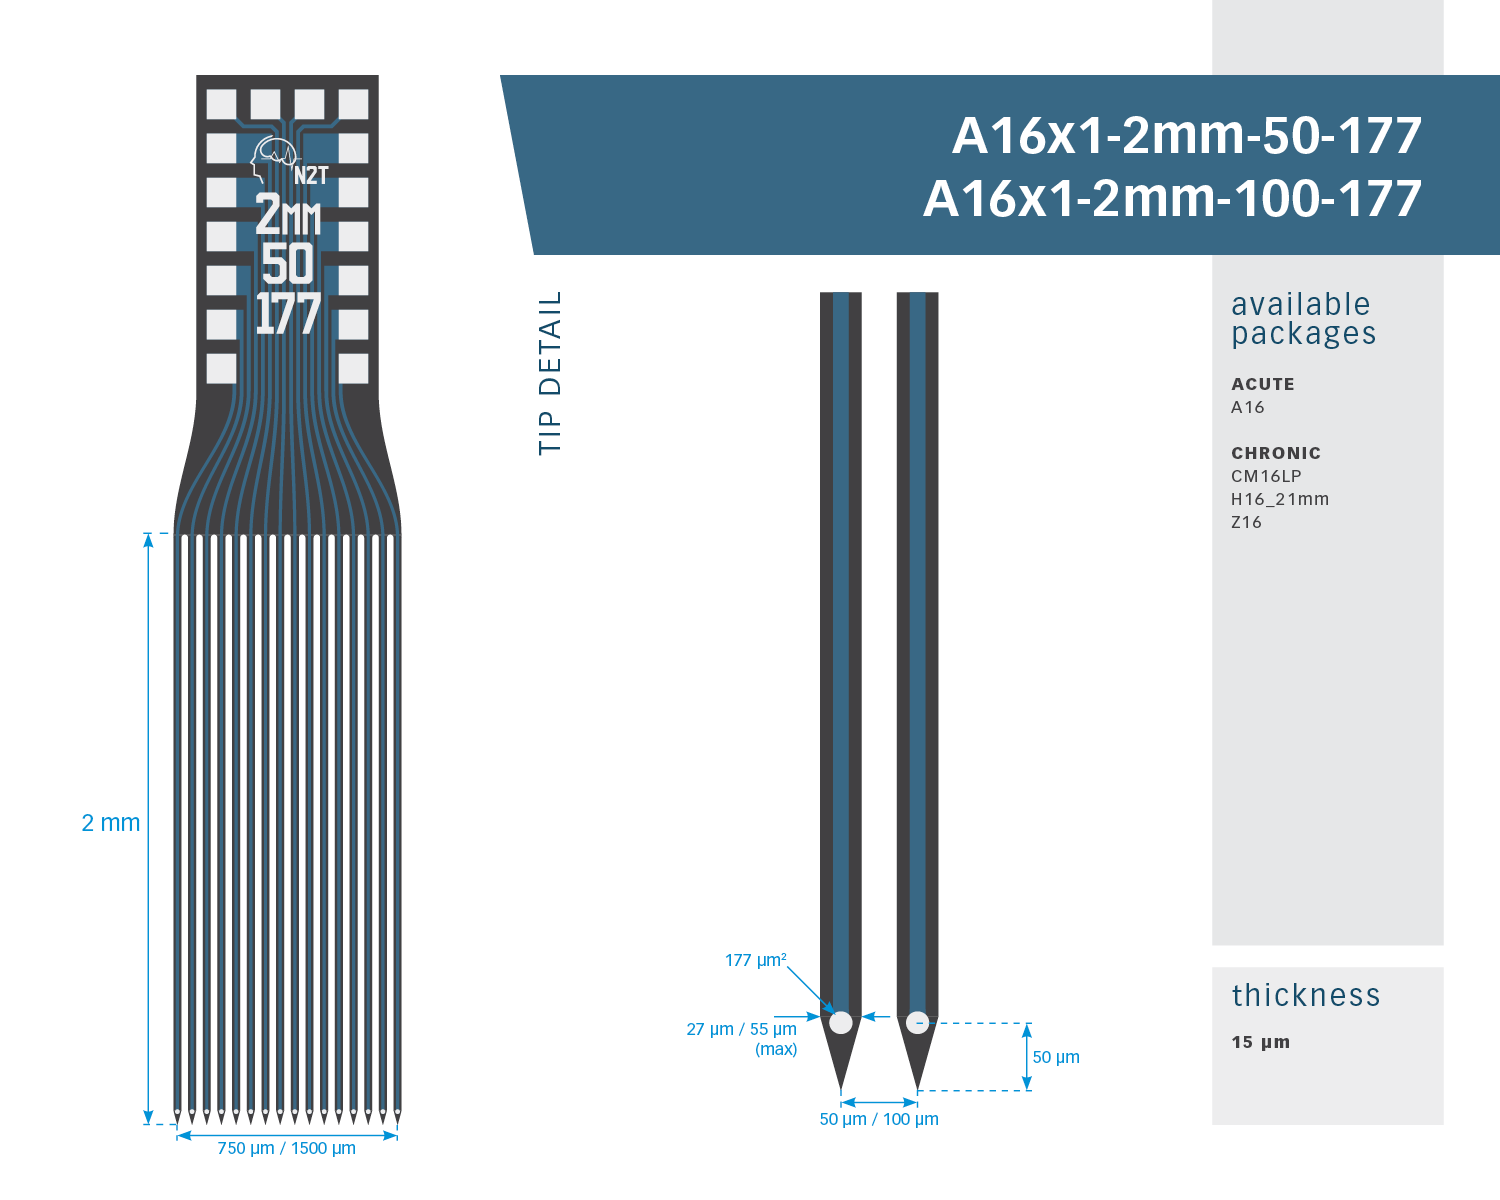 A16x1-2mm-50-177
A16x1-2mm-100-177
N2T
2MM
50
177
TIP DETAIL
available
packages
ACUTE
A16
CHRONIC
CM16LP
H16_21mm
Z16
2 mm
177 µm²
27 µm / 55 µm
(max)
50 µm
50 µm / 100 µm
750 µm / 1500 µm
thickness
15 µm